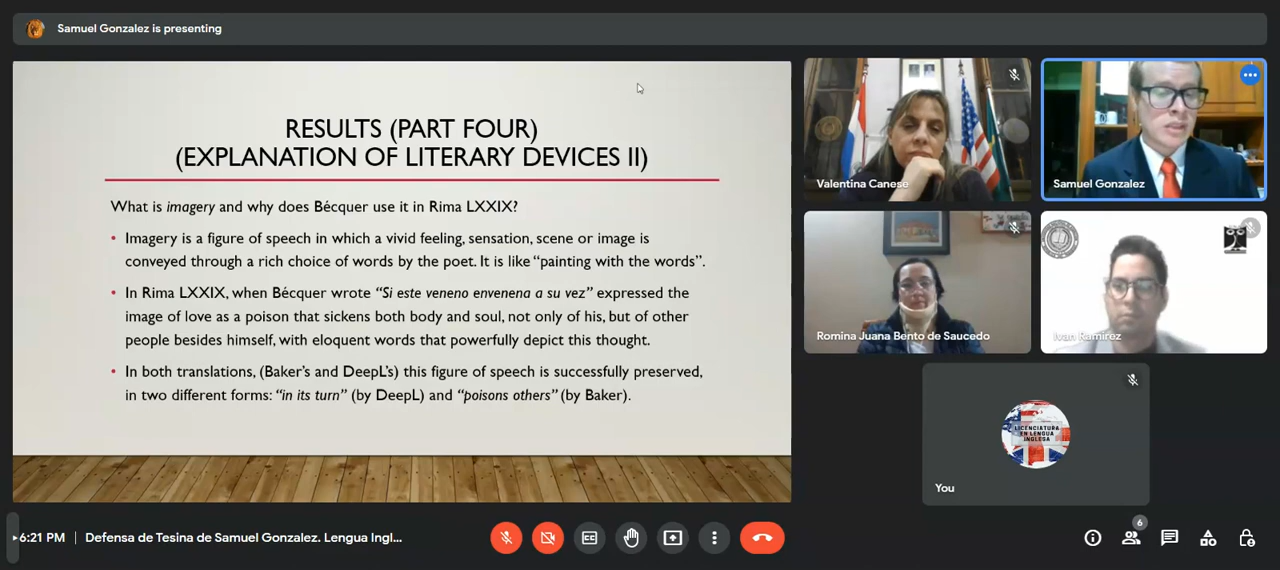 Samuel Gonzalez is presenting
RESULTS (PART FOUR)
(EXPLANATION OF LITERARY DEVICES II)
What is imagery and why does Bécquer use it in Rima LXXIX?
• Imagery is a figure of speech in which a vivid feeling, sensation, scene or image is
conveyed through a rich choice of words by the poet. It is like “painting with the words”.
• In Rima LXXIX, when Bécquer wrote “Si este veneno envenena a su vez” expressed the
image of love as a poison that sickens both body and soul, not only of his, but of other
people besides himself, with eloquent words that powerfully depict this thought.
• In both translations, (Baker’s and DeepL’s) this figure of speech is successfully preserved,
in two different forms: “in its turn” (by DeepL) and “poisons others” (by Baker).
Valentina Canese
Samuel Gonzalez
Romina Juana Bento de Saucedo
Ivan Ramirez
LICENCIATURA
EN LENGUA
INGLESA
You
6:21 PM | Defensa de Tesina de Samuel Gonzalez. Lengua Ingl...
6